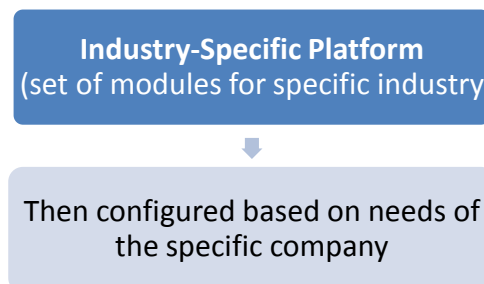 Industry-Specific Platform
(set of modules for specific industry
Then configured based on needs of
the specific company